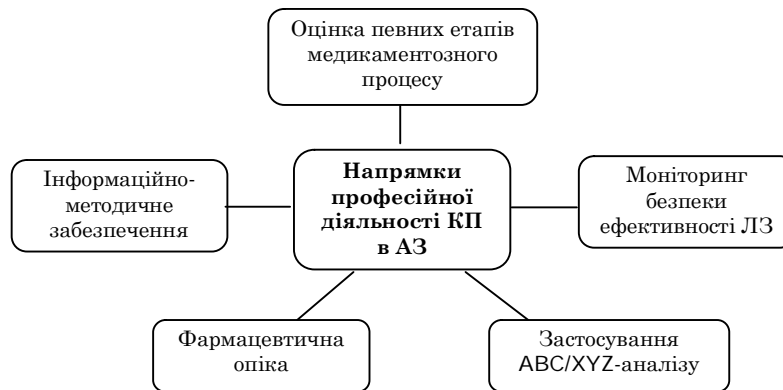 Оцінка певних етапів
медикаментозного
процесу
Інформаційно-
методичне
забезпечення
Напрямки
професійної
діяльності КП
в АЗ
Моніторинг
безпеки
ефективності ЛЗ
Фармацевтична
опіка
Застосування
ABC/XYZ-аналізу